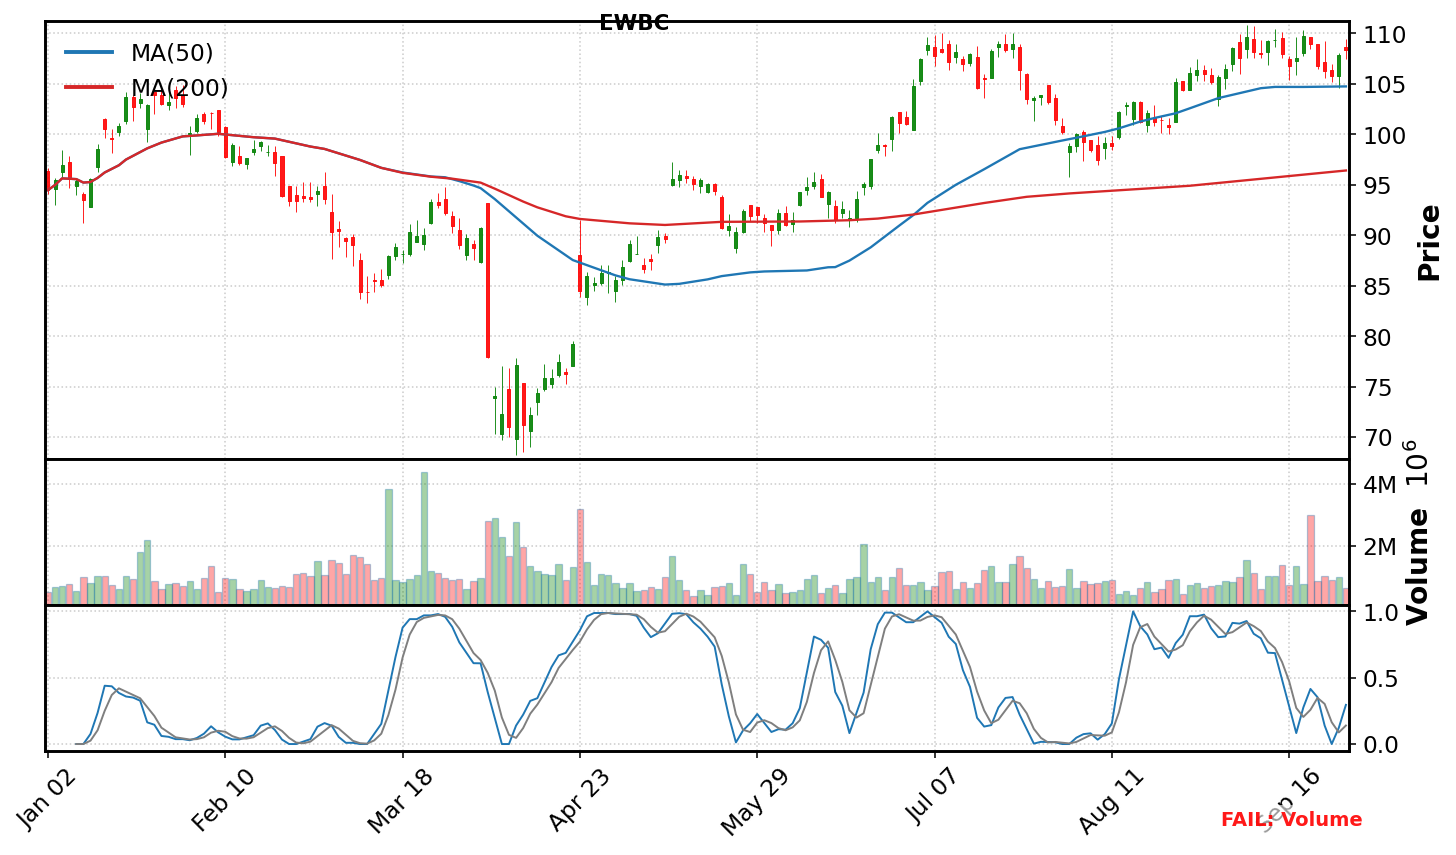 EWBC
MA(50)
MA(200)
110
105
100
95
90
85
80
75
70
Price
4M
2M
Volume 10^6
1.0
0.5
0.0
Jan 02
Feb 10
Mar 18
Apr 23
May 29
Jul 07
Aug 11
Sep 16
FAIL: Volume